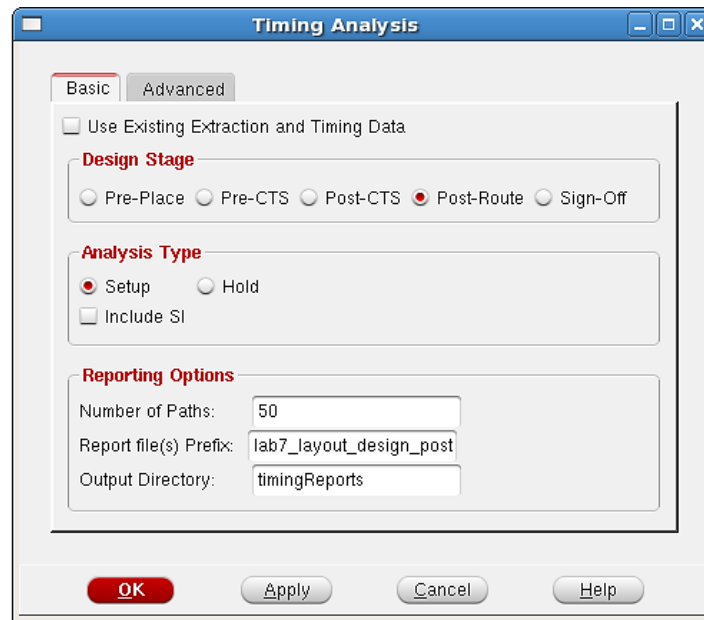 Timing Analysis
Basic Advanced
Use Existing Extraction and Timing Data
Design Stage
Pre-Place Pre-CTS Post-CTS Post-Route Sign-Off
Analysis Type
Setup Hold
Include SI
Reporting Options
Number of Paths: 50
Report file(s) Prefix: lab7_layout_design_post
Output Directory: timingReports
OK Apply Cancel Help